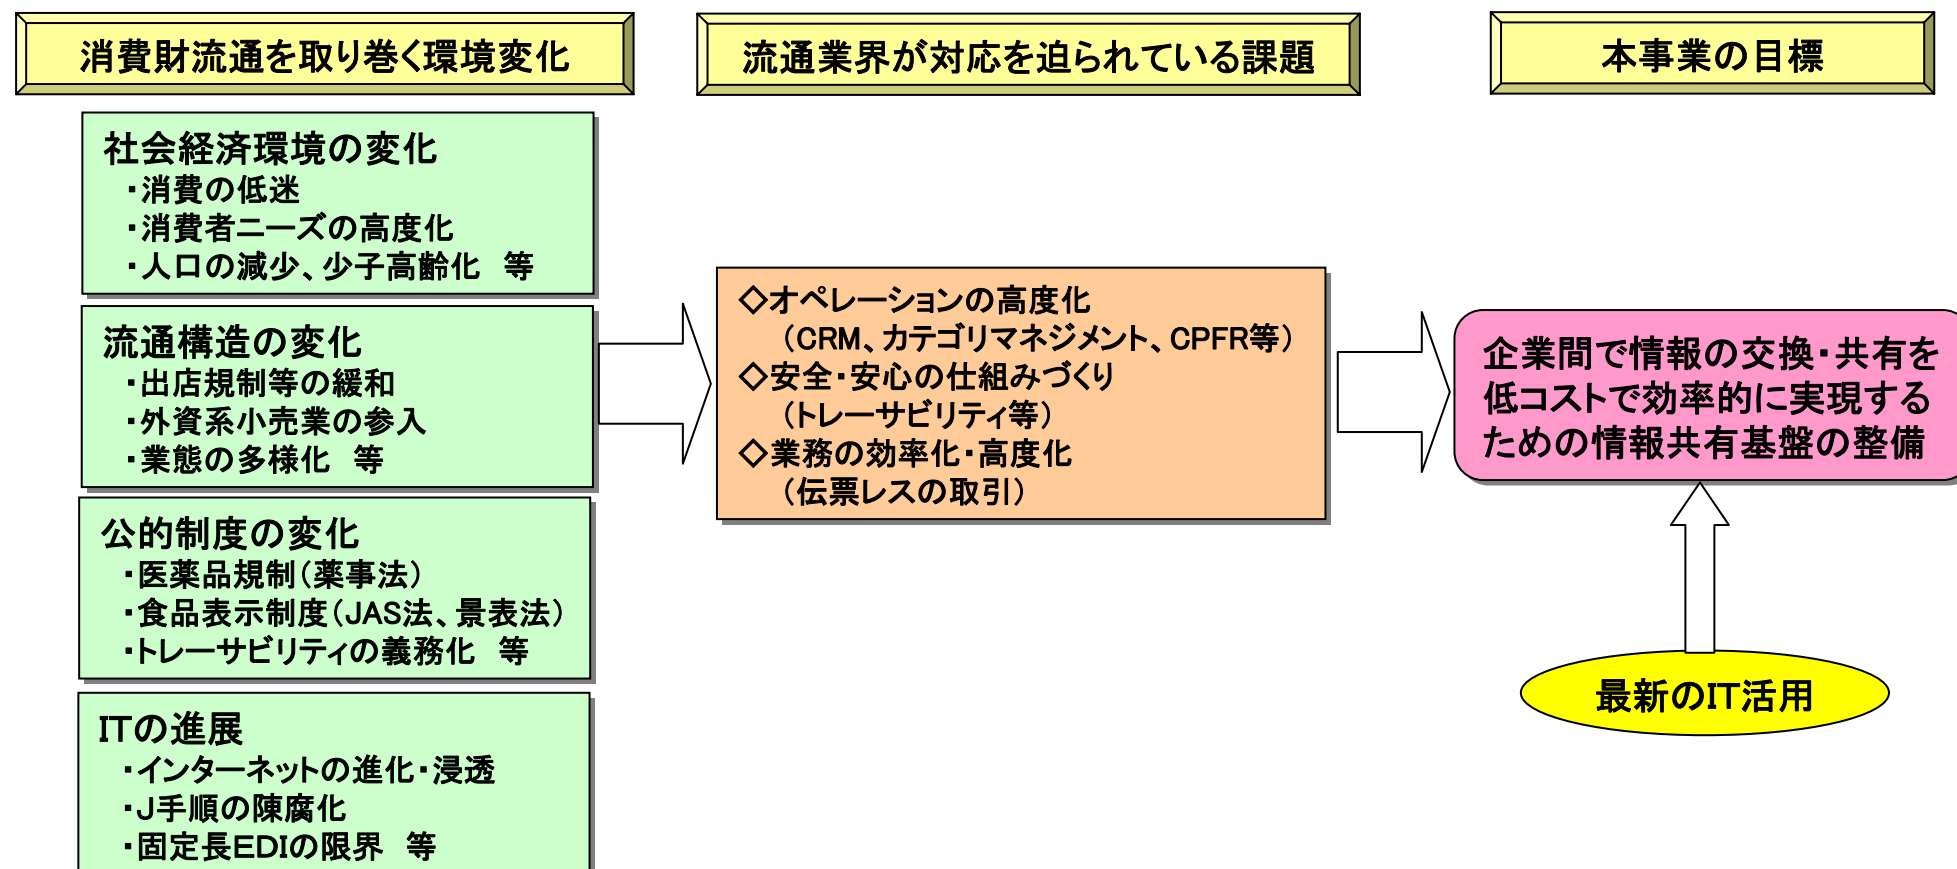 消費財流通を取り巻く環境変化
流通業界が対応を迫られている課題
本事業の目標
社会経済環境の変化
・消費の低迷
・消費者ニーズの高度化
・人口の減少、少子高齢化　等
流通構造の変化
・出店規制等の緩和
・外資系小売業の参入
・業態の多様化　等
公的制度の変化
・医薬品規制（薬事法）
・食品表示制度（JAS法、景表法）
・トレーサビリティの義務化　等
ITの進展
・インターネットの進化・浸透
・J手順の陳腐化
・固定長EDIの限界　等
◇オペレーションの高度化
（CRM、カテゴリマネジメント、CPFR等）
◇安全・安心の仕組みづくり
（トレーサビリティ等）
◇業務の効率化・高度化
（伝票レスの取引）
企業間で情報の交換・共有を
低コストで効率的に実現する
ための情報共有基盤の整備
最新のIT活用